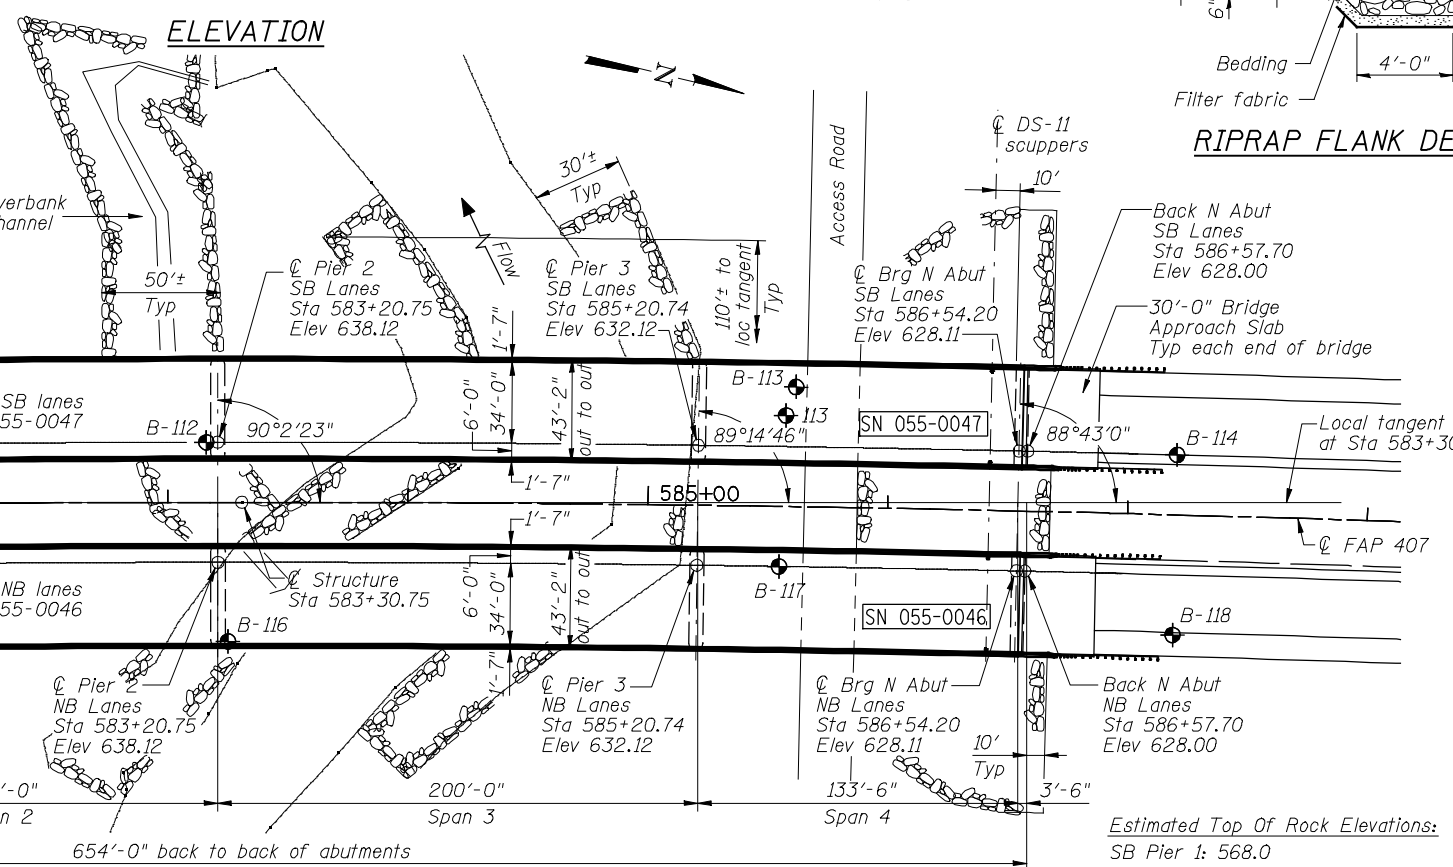 ELEVATION
N
6"
Bedding
4'-0"
Filter fabric
RIPRAP FLANK DE
℄ DS-11
scuppers
10'
30'±
Typ
Access Road
verbank
hannel
Flow
50'±
Typ
℄ Pier 2
SB Lanes
Sta 583+20.75
Elev 638.12
℄ Pier 3
SB Lanes
Sta 585+20.74
Elev 632.12
110'± to
loc tangent
Typ
℄ Brg N Abut
SB Lanes
Sta 586+54.20
Elev 628.11
Back N Abut
SB Lanes
Sta 586+57.70
Elev 628.00
30'-0" Bridge
Approach Slab
Typ each end of bridge
1'-7"
SB lanes
55-0047
B-112
90°2'23"
6'-0"
34'-0"
43'-2"
out to out
B-113
113
89°14'46"
SN 055-0047
88°43'0"
B-114
Local tangent
at Sta 583+30
1'-7"
585+00
1'-7"
℄ FAP 407
NB lanes
55-0046
℄ Structure
Sta 583+30.75
6'-0"
34'-0"
43'-2"
out to out
B-117
SN 055-0046
B-116
B-118
1'-7"
℄ Pier 2
NB Lanes
Sta 583+20.75
Elev 638.12
℄ Pier 3
NB Lanes
Sta 585+20.74
Elev 632.12
℄ Brg N Abut
NB Lanes
Sta 586+54.20
Elev 628.11
Back N Abut
NB Lanes
Sta 586+57.70
Elev 628.00
10'
Typ
'-0"
n 2
200'-0"
Span 3
133'-6"
Span 4
3'-6"
654'-0" back to back of abutments
Estimated Top Of Rock Elevations:
SB Pier 1: 568.0